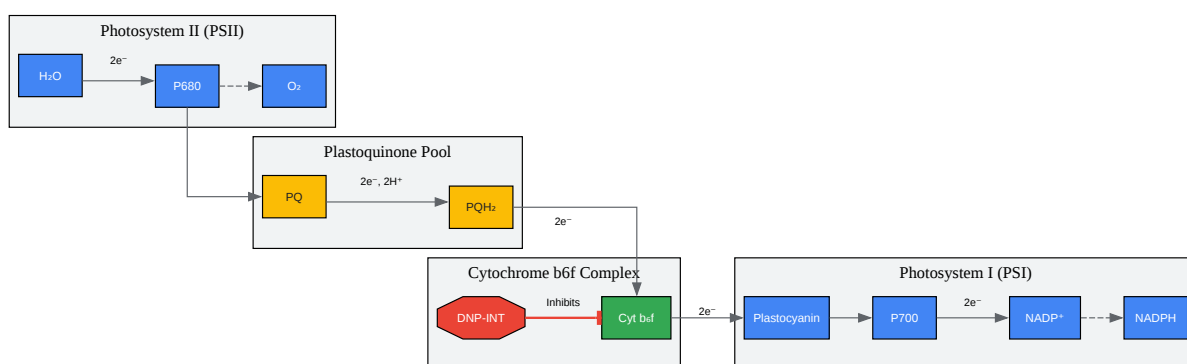 Photosystem II (PSII)
H₂O
2e⁻
P680
O₂
Plastoquinone Pool
PQ
2e⁻, 2H⁺
PQH₂
2e⁻
Cytochrome b6f Complex
DNP-INT
Inhibits
Cyt b₆f
2e⁻
Photosystem I (PSI)
Plastocyanin
P700
2e⁻
NADP⁺
NADPH